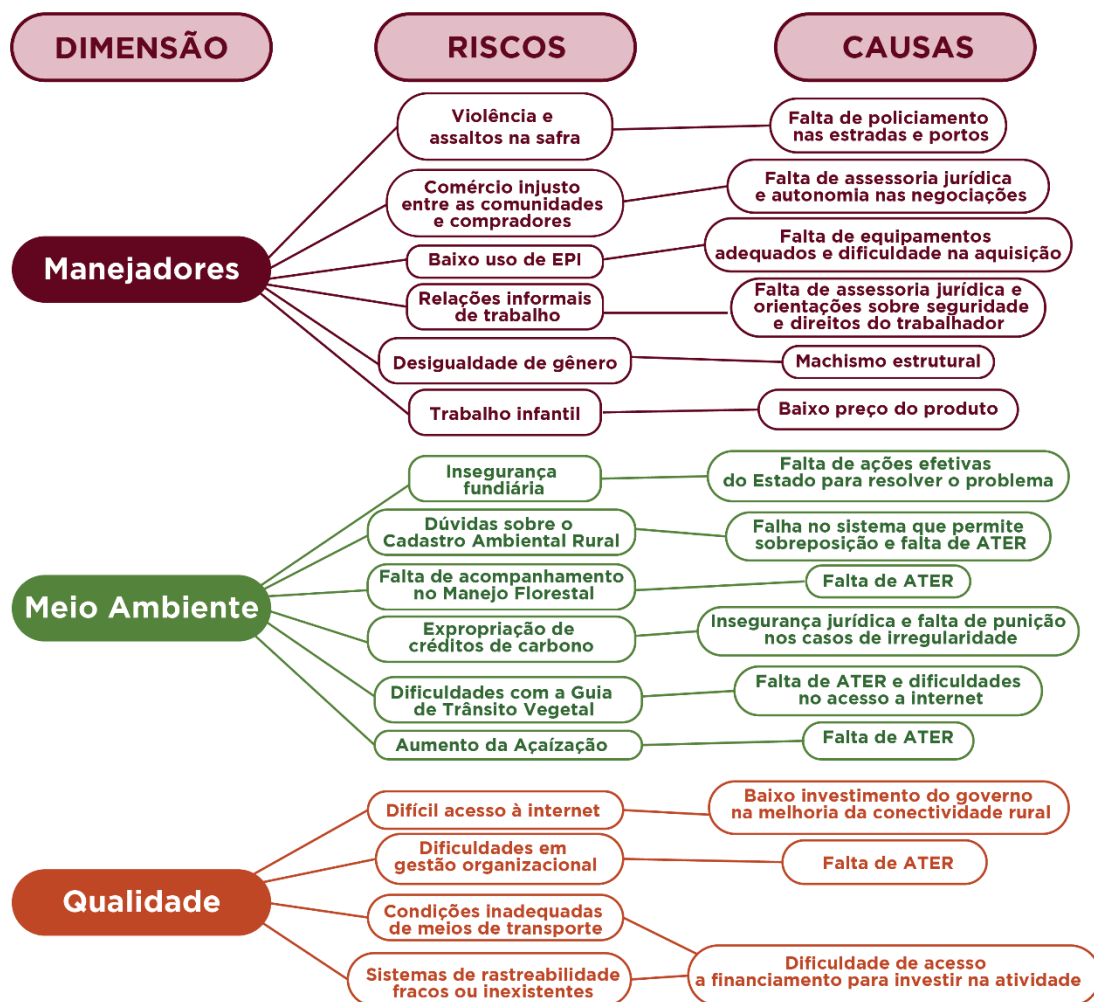 DIMENSÃO
RISCOS
CAUSAS
Manejadores
Violência e
assaltos na safra
Falta de policiamento
nas estradas e portos
Comércio injusto
entre as comunidades
e compradores
Falta de assessoria jurídica
e autonomia nas negociações
Baixo uso de EPI
Falta de equipamentos
adequados e dificuldade na aquisição
Relações informais
de trabalho
Falta de assessoria jurídica e
orientações sobre seguridade
e direitos do trabalhador
Desigualdade de gênero
Machismo estrutural
Trabalho infantil
Baixo preço do produto
Meio Ambiente
Insegurança
fundiária
Falta de ações efetivas
do Estado para resolver o problema
Dúvidas sobre o
Cadastro Ambiental Rural
Falha no sistema que permite
sobreposição e falta de ATER
Falta de acompanhamento
no Manejo Florestal
Falta de ATER
Expropriação de
créditos de carbono
Insegurança jurídica e falta de punição
nos casos de irregularidade
Dificuldades com a Guia
de Trânsito Vegetal
Falta de ATER e dificuldades
no acesso a internet
Aumento da Açaízação
Falta de ATER
Qualidade
Difícil acesso à internet
Baixo investimento do governo
na melhoria da conectividade rural
Dificuldades em
gestão organizacional
Falta de ATER
Condições inadequadas
de meios de transporte
Sistemas de rastreabilidade
fracos ou inexistentes
Dificuldade de acesso
a financiamento para investir na atividade